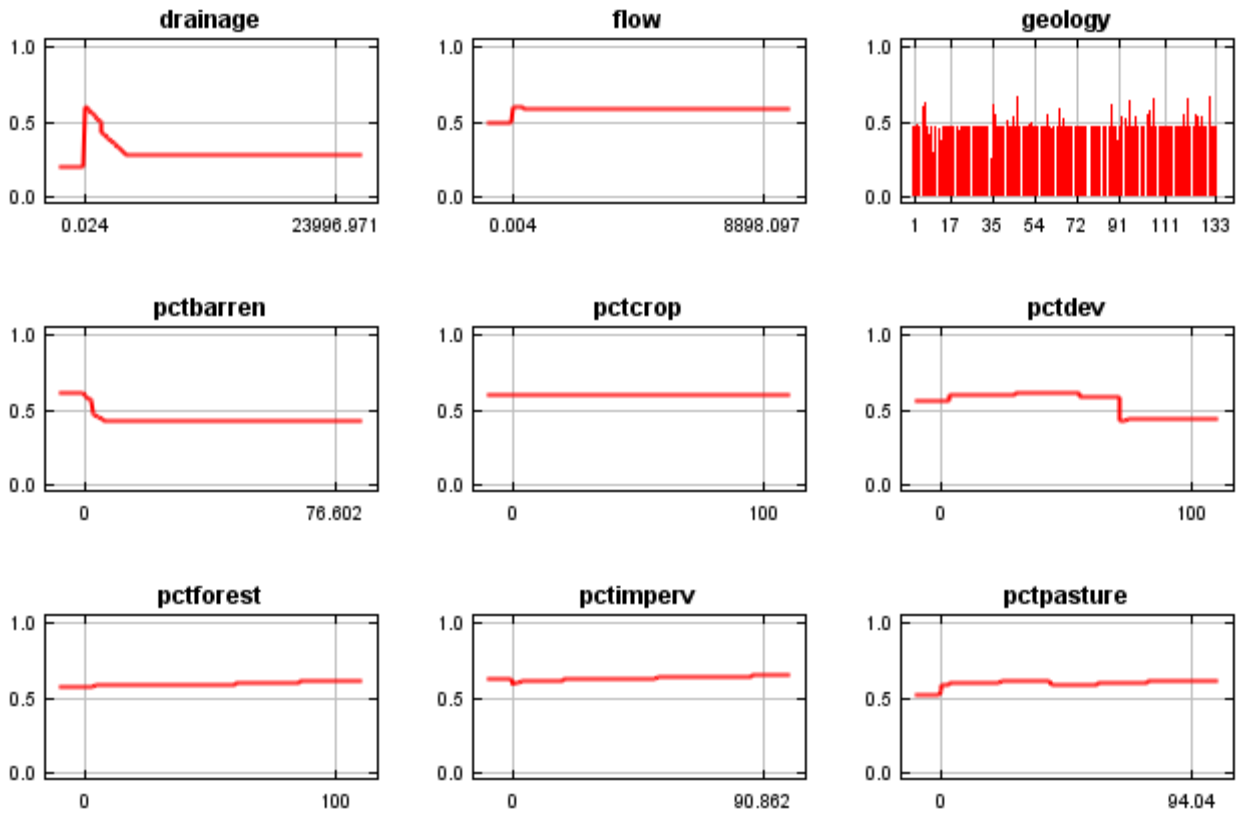 drainage flow geology
1.0 1.0 1.0
0.5 0.5 0.5
0.0 0.0 0.0
0.024 23996.971 0.004 8898.097 1 17 35 54 72 91 111 133
pctbarren pctcrop pctdev
1.0 1.0 1.0
0.5 0.5 0.5
0.0 0.0 0.0
0 76.602 0 100 0 100
pctforest pctimperv pctpasture
1.0 1.0 1.0
0.5 0.5 0.5
0.0 0.0 0.0
0 100 0 90.862 0 94.04